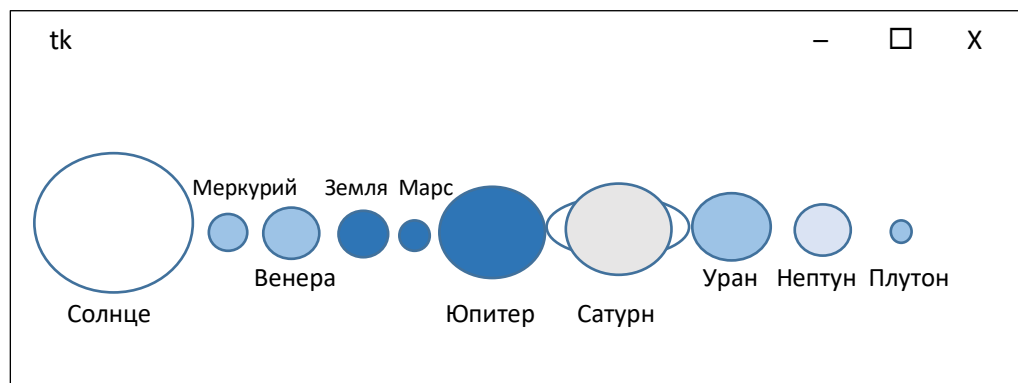 tk – □ X
Меркурий Земля Марс
Венера Уран Нептун Плутон
Солнце Юпитер Сатурн